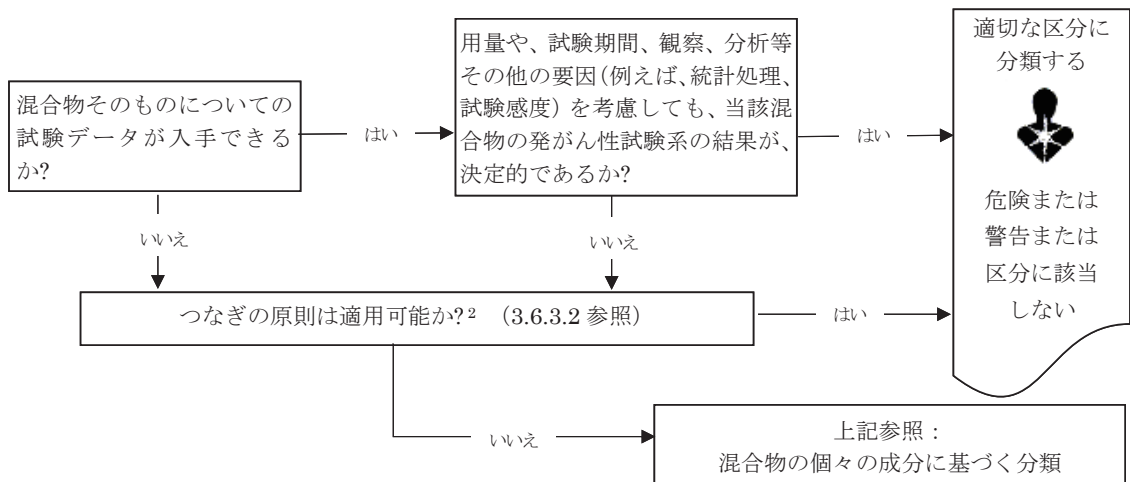 混合物そのものについての
試験データが入手できる
か?
はい
用量や、試験期間、観察、分析等
その他の要因(例えば、統計処理、
試験感度)を考慮しても、当該混
合物の発がん性試験系の結果が、
決定的であるか?
はい
適切な区分に
分類する
危険または
警告または
区分に該当
しない
いいえ
いいえ
つなぎの原則は適用可能か?² (3.6.3.2 参照)
はい
いいえ
上記参照:
混合物の個々の成分に基づく分類